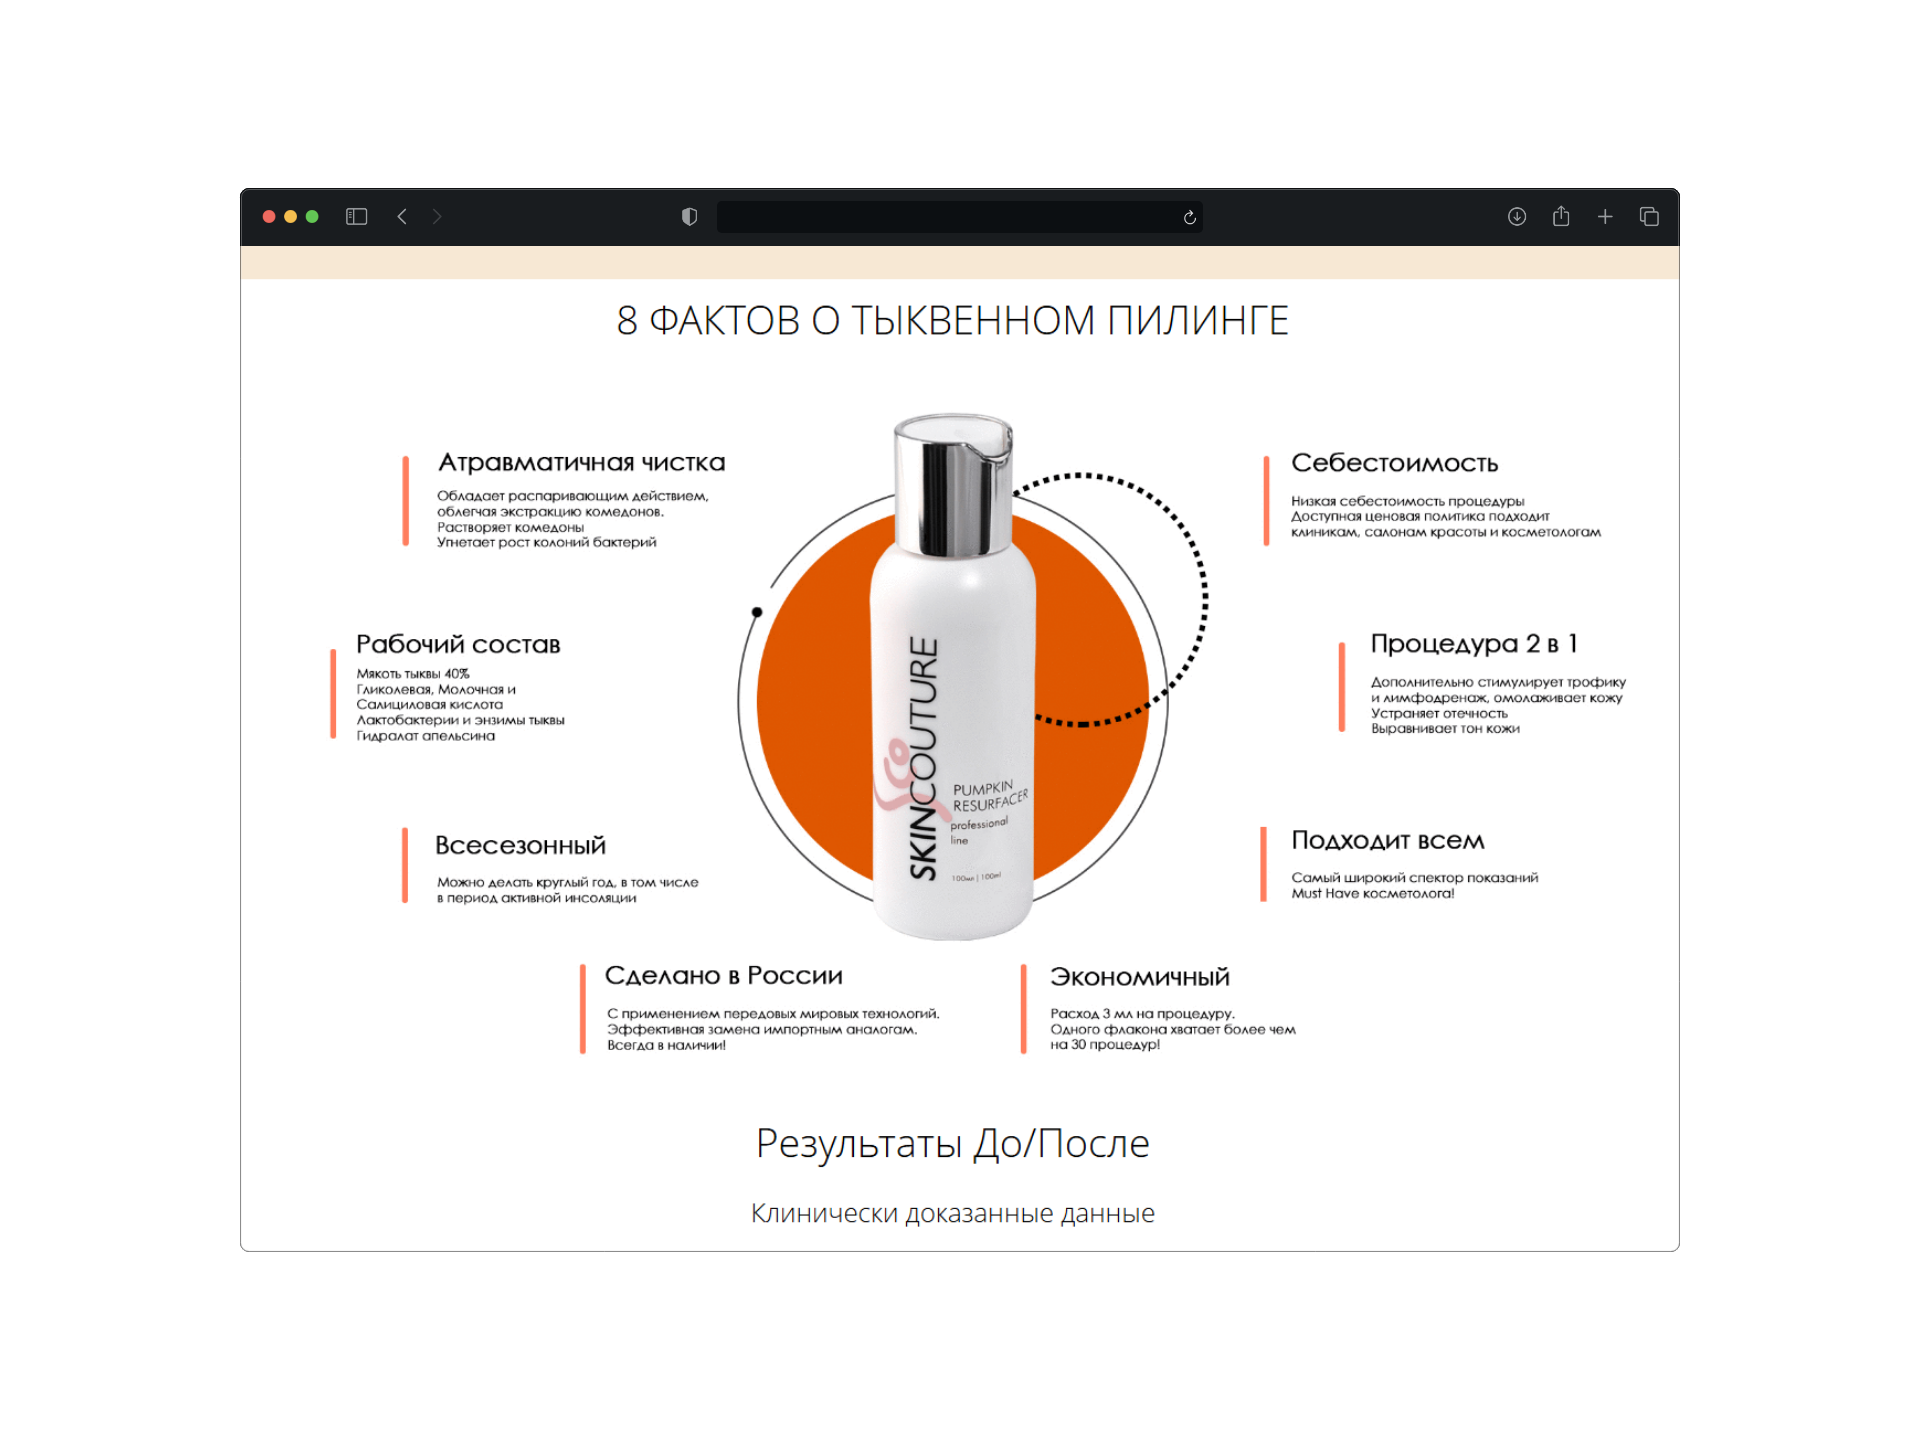 8 ФАКТОВ О ТЫКВЕННОМ ПИЛИНГЕ
Атравматичная чистка
Обладает распаривающим действием,
облегчая экстракцию комедонов.
Растворяет комедоны
Угнетает рост колоний бактерий
Себестоимость
Низкая себестоимость процедуры
Доступная ценовая политика подходит
клиникам, салонам красоты и косметологам
Рабочий состав
Мякоть тыквы 40%
Гликолевая, Молочная и
Салициловая кислота
Лактобактерии и энзимы тыквы
Гидралат апельсина
Процедура 2 в 1
Дополнительно стимулирует трофику
и лимфодренаж, омолаживает кожу
Устраняет отечность
Выравнивает тон кожи
SKINCOUTURE
PUMPKIN
RESURFACER
professional
line
100мл | 100ml
Всесезонный
Можно делать круглый год, в том числе
в период активной инсоляции
Подходит всем
Самый широкий спектор показаний
Must Have косметолога!
Сделано в России
С применением передовых мировых технологий.
Эффективная замена импортным аналогам.
Всегда в наличии!
Экономичный
Расход 3 мл на процедуру.
Одного флакона хватает более чем
на 30 процедур!
Результаты До/После
Клинически доказанные данные